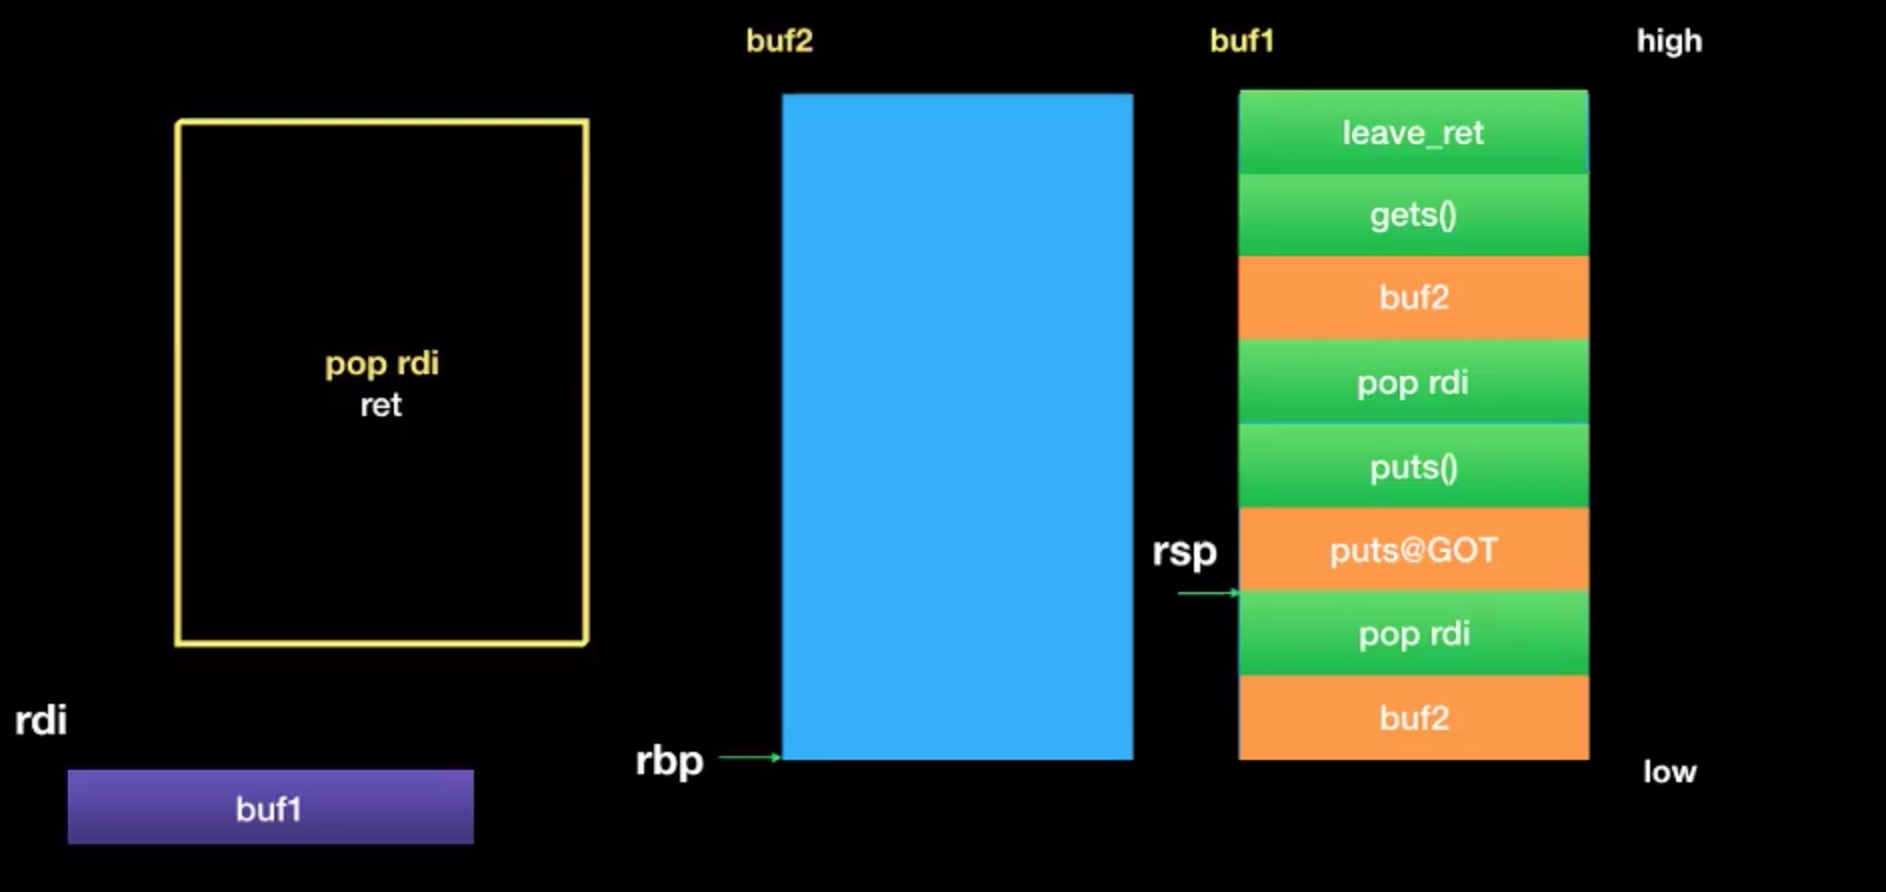 buf2
buf1
high
pop rdi
ret
leave_ret
gets()
buf2
pop rdi
puts()
rsp
puts@GOT
pop rdi
buf2
rdi
buf1
rbp
low